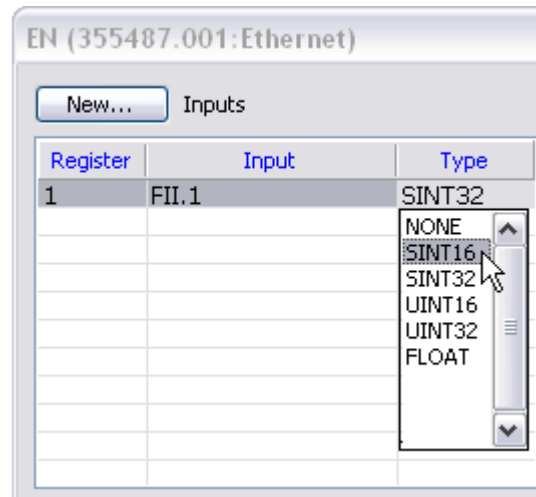 EN (355487.001:Ethernet)
New... Inputs
Register Input Type
1 FII.1 SINT32
NONE
SINT16
SINT32
UINT16
UINT32
FLOAT